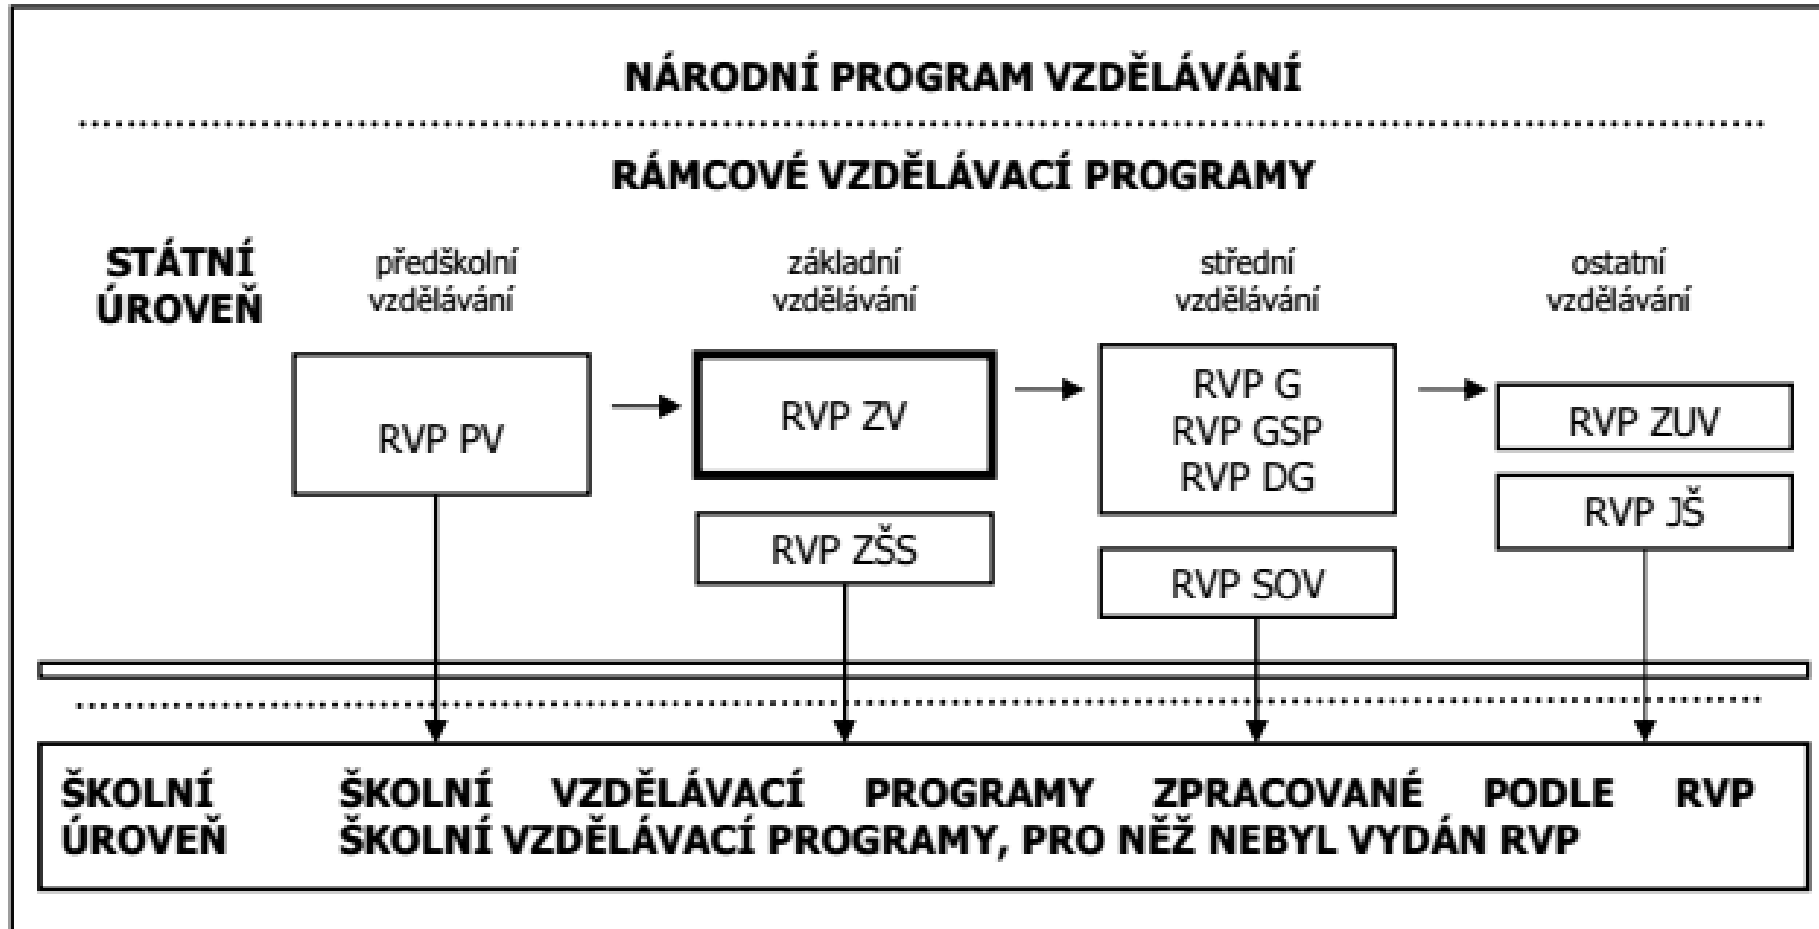 NÁRODNÍ PROGRAM VZDĚLÁVÁNÍ
RÁMCOVÉ VZDĚLÁVACÍ PROGRAMY
STÁTNÍ
ÚROVEŇ
předškolní
vzdělávání
základní
vzdělávání
střední
vzdělávání
ostatní
vzdělávání
RVP PV
RVP ZV
RVP ZŠS
RVP G
RVP GSP
RVP DG
RVP SOV
RVP ZUV
RVP JŠ
ŠKOLNÍ
ÚROVEŇ
ŠKOLNÍ VZDĚLÁVACÍ PROGRAMY ZPRACOVANÉ PODLE RVP
ŠKOLNÍ VZDĚLÁVACÍ PROGRAMY, PRO NĚŽ NEBYL VYDÁN RVP